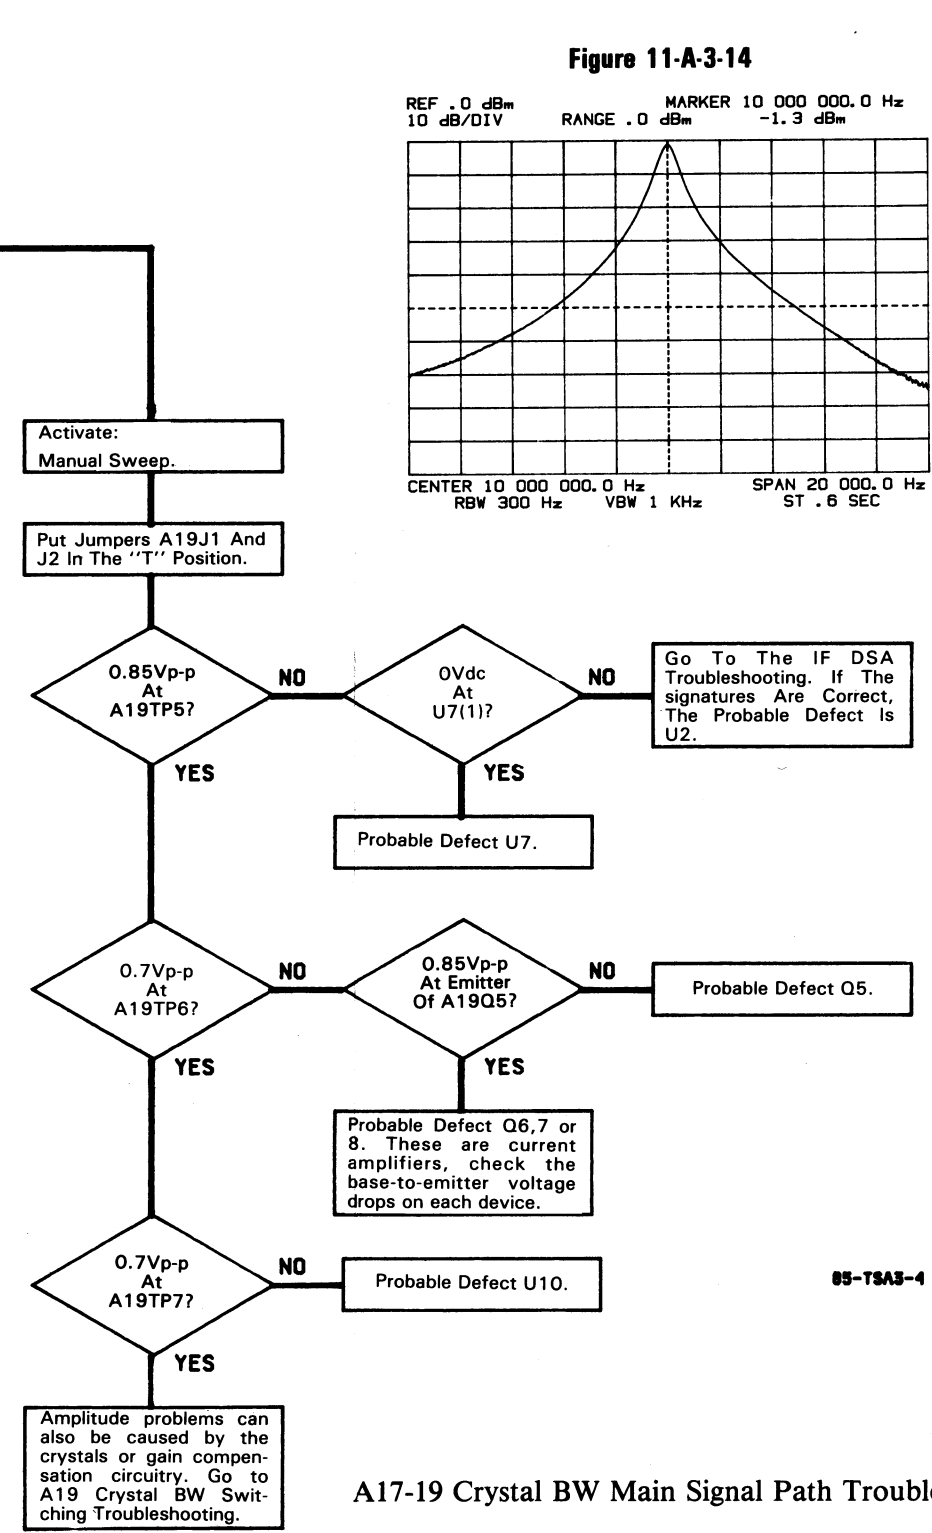 Figure 11-A-3-14
REF .0 dBm
10 dB/DIV
RANGE .0 dBm
MARKER 10 000 000.0 Hz
-1.3 dBm
CENTER 10 000 000.0 Hz
RBW 300 Hz
VBW 1 KHz
SPAN 20 000.0 Hz
ST .6 SEC
Activate:
Manual Sweep.
Put Jumpers A19J1 And
J2 In The "T" Position.
0.85Vp-p
At
A19TP5?
NO
0Vdc
At
U7(1)?
NO
Go To The IF DSA
Troubleshooting. If The
signatures Are Correct,
The Probable Defect Is
U2.
YES
YES
Probable Defect U7.
0.7Vp-p
At
A19TP6?
NO
0.85Vp-p
At Emitter
Of A19Q5?
NO
Probable Defect Q5.
YES
YES
Probable Defect Q6,7 or
8. These are current
amplifiers, check the
base-to-emitter voltage
drops on each device.
0.7Vp-p
At
A19TP7?
NO
Probable Defect U10.
85-TSA3-4
YES
Amplitude problems can
also be caused by the
crystals or gain compen-
sation circuitry. Go to
A19 Crystal BW Swit-
ching Troubleshooting.
A17-19 Crystal BW Main Signal Path Trouble